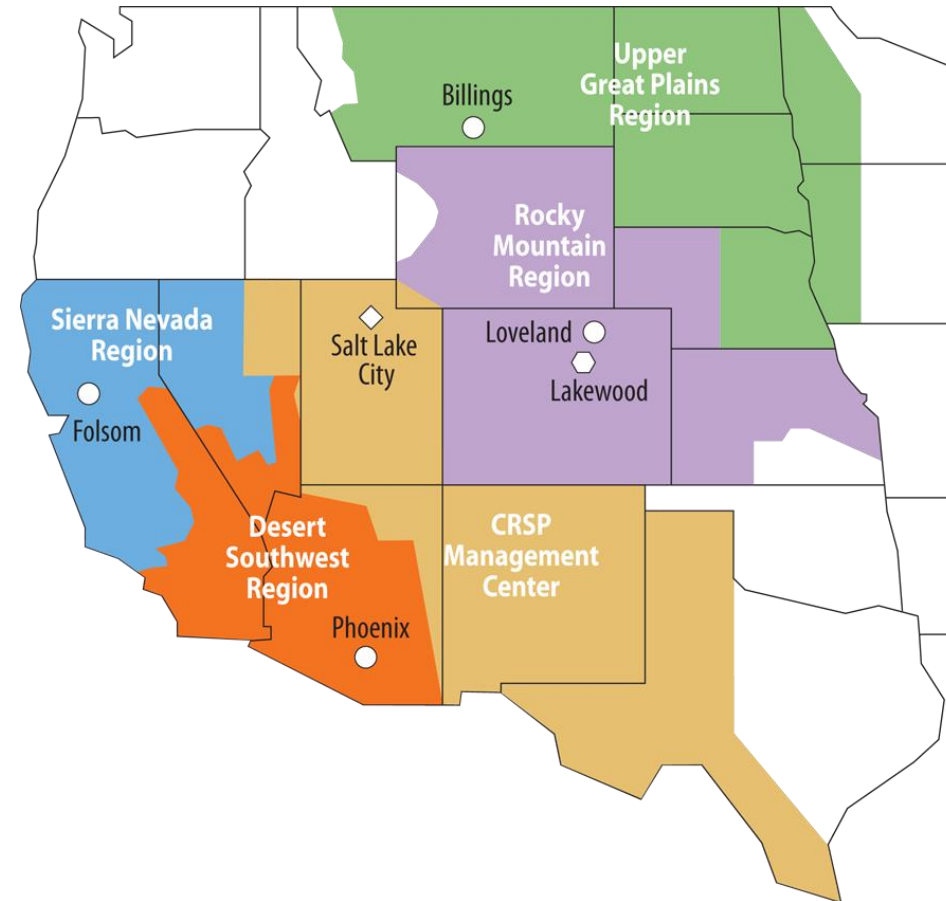 Upper
Great Plains
Region
Billings
Rocky
Mountain
Region
Sierra Nevada
Region
Salt Lake
City
Loveland
Lakewood
Folsom
Desert
Southwest
Region
CRSP
Management
Center
Phoenix